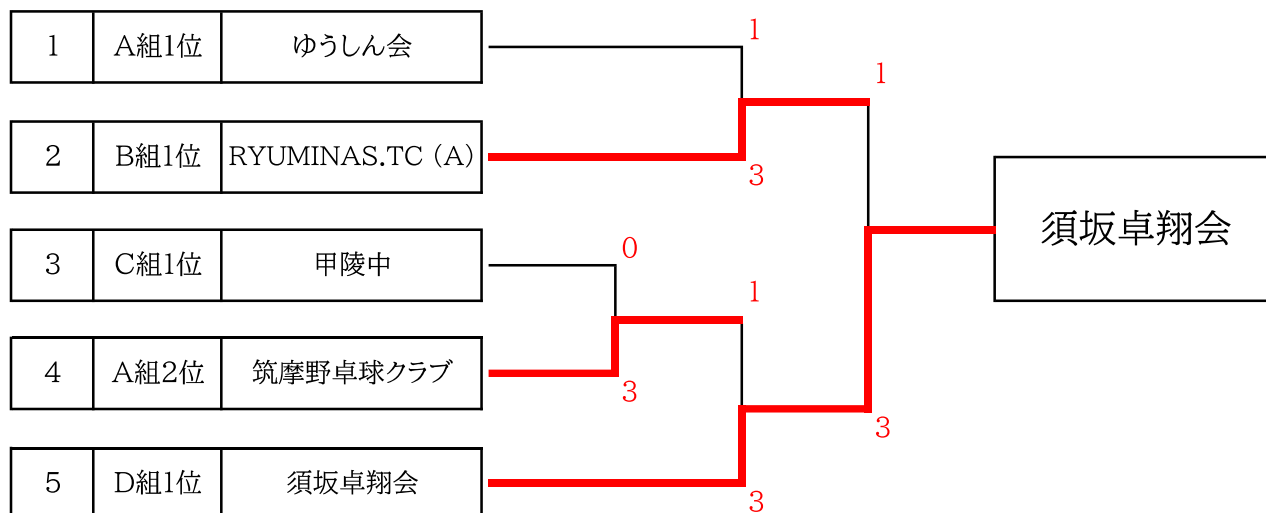 1 A組1位 ゆうしん会
1
1
2 B組1位 RYUMINAS.TC (A)
3
須坂卓翔会
3 C組1位 甲陵中
0
1
4 A組2位 筑摩野卓球クラブ
3
3
5 D組1位 須坂卓翔会
3